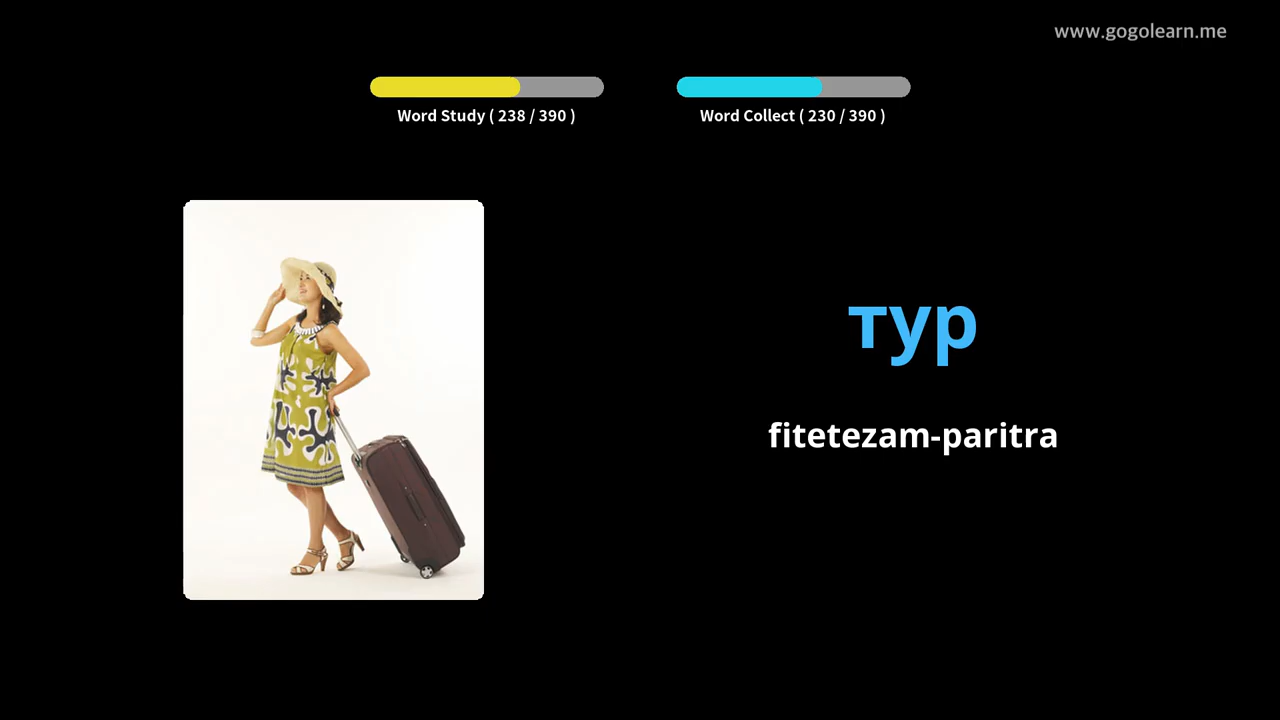 www.gogolearn.me
Word Study ( 238 / 390 )
Word Collect ( 230 / 390 )
тур
fitetezam-paritra